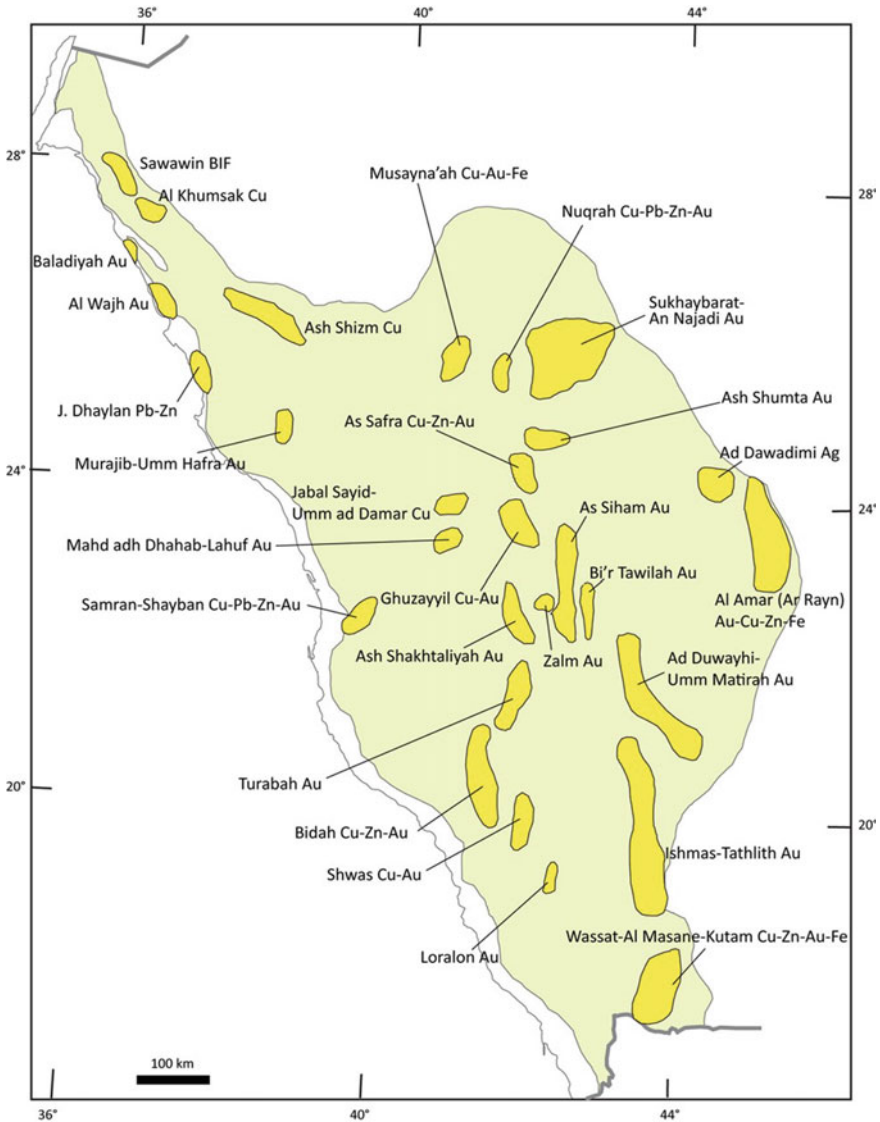 36°
40°
44°
28°
28°
Sawawin BIF
Musayna’ah Cu-Au-Fe
Al Khumsak Cu
Nuqrah Cu-Pb-Zn-Au
Baladiyah Au
Al Wajh Au
Sukhaybarat-
An Najadi Au
Ash Shizm Cu
J. Dhaylan Pb-Zn
Ash Shumta Au
As Safra Cu-Zn-Au
Murajib-Umm Hafra Au
Ad Dawadimi Ag
24°
24°
Jabal Sayid-
Umm ad Damar Cu
As Siham Au
Mahd adh Dhahab-Lahuf Au
Bi’r Tawilah Au
Ghuzayyil Cu-Au
Samran-Shayban Cu-Pb-Zn-Au
Al Amar (Ar Rayn)
Au-Cu-Zn-Fe
Ash Shakhtaliyah Au
Zalm Au
Ad Duwayhi-
Umm Matirah Au
Turabah Au
20°
20°
Bidah Cu-Zn-Au
Ishmas-Tathlith Au
Shwas Cu-Au
Wassat-Al Masane-Kutam Cu-Zn-Au-Fe
Loralon Au
100 km
36°
40°
44°